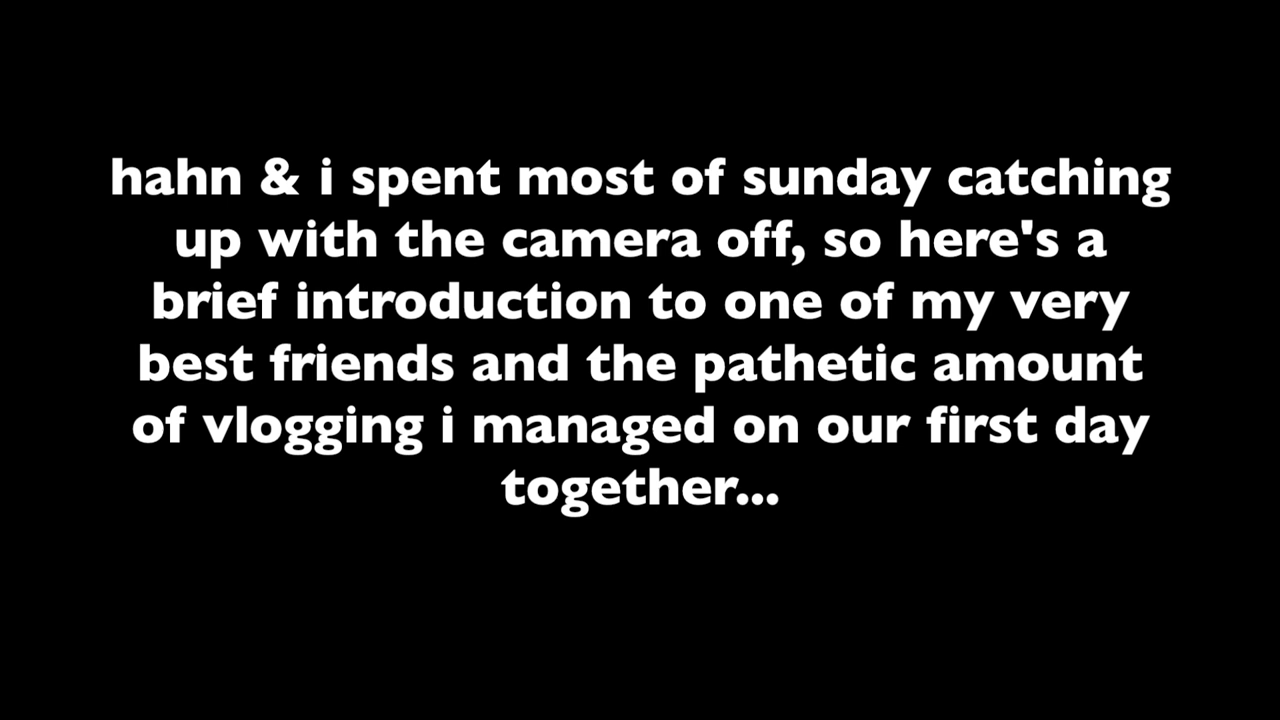 hahn & i spent most of sunday catching
up with the camera off, so here's a
brief introduction to one of my very
best friends and the pathetic amount
of vlogging i managed on our first day
together...